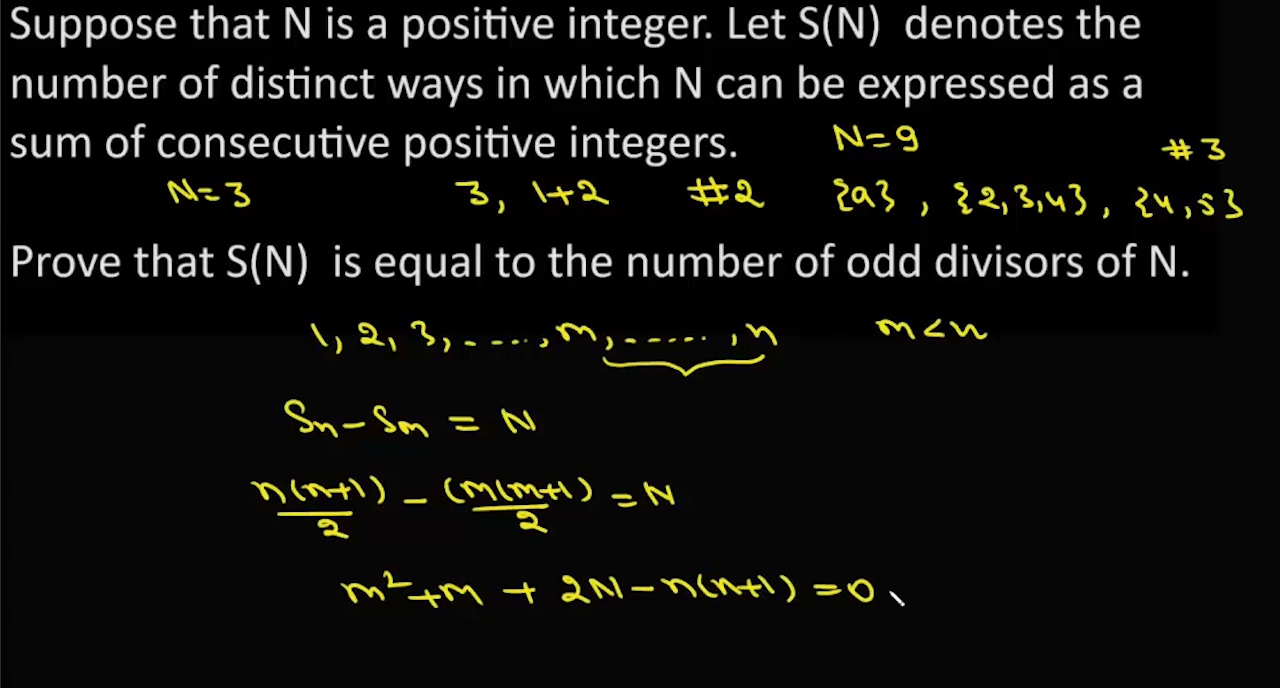 Suppose that N is a positive integer. Let S(N) denotes the
number of distinct ways in which N can be expressed as a
sum of consecutive positive integers.
N=9 #3
N=3 3, 1+2 #2 {9}, {2,3,4}, {4,5}
Prove that S(N) is equal to the number of odd divisors of N.
1, 2, 3, ...., m, ......, n m<n
Sn-Sm = N
n(n+1)/2 - (m(m+1)/2) = N
m²+m + 2N-n(n+1) = 0